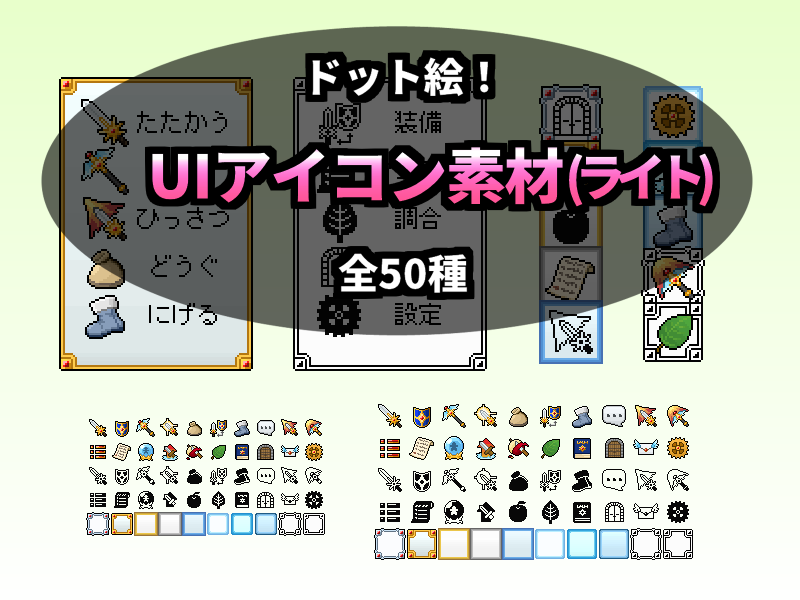 ドット絵！
たたかう
装備
UIアイコン素材(ライト)
ひっさつ
調合
どうぐ
全50種
にげる
設定